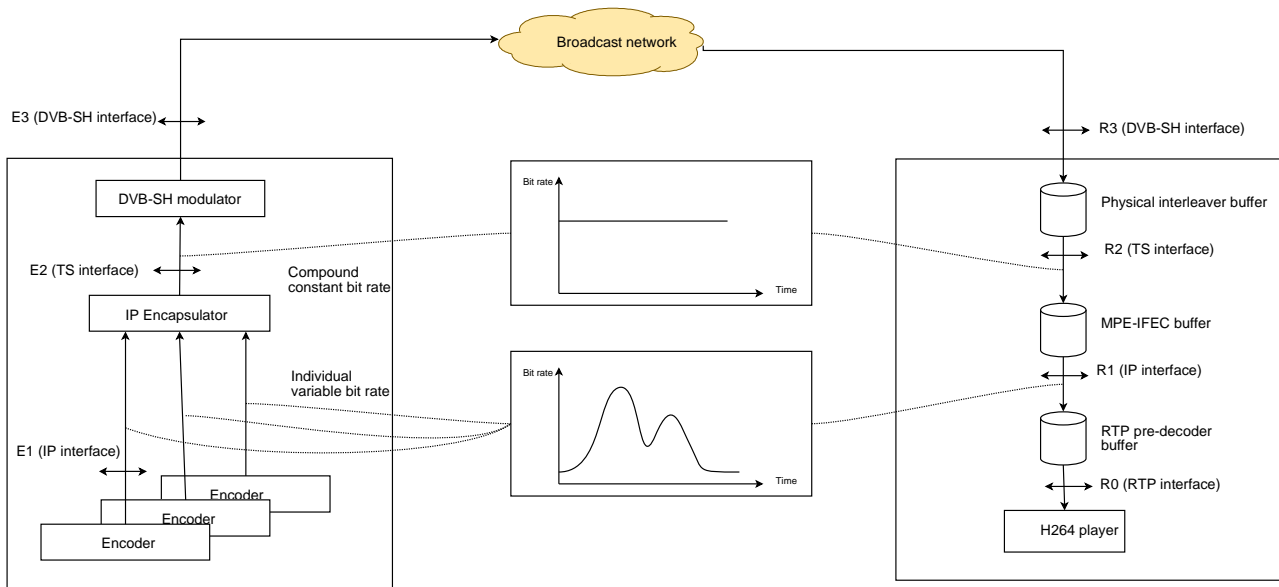 Broadcast network
E3 (DVB-SH interface)
R3 (DVB-SH interface)
DVB-SH modulator
E2 (TS interface)
Compound
constant bit rate
IP Encapsulator
Individual
variable bit rate
E1 (IP interface)
Encoder
Encoder
Encoder
Bit rate
Time
Bit rate
Time
Physical interleaver buffer
R2 (TS interface)
MPE-IFEC buffer
R1 (IP interface)
RTP pre-decoder
buffer
R0 (RTP interface)
H264 player